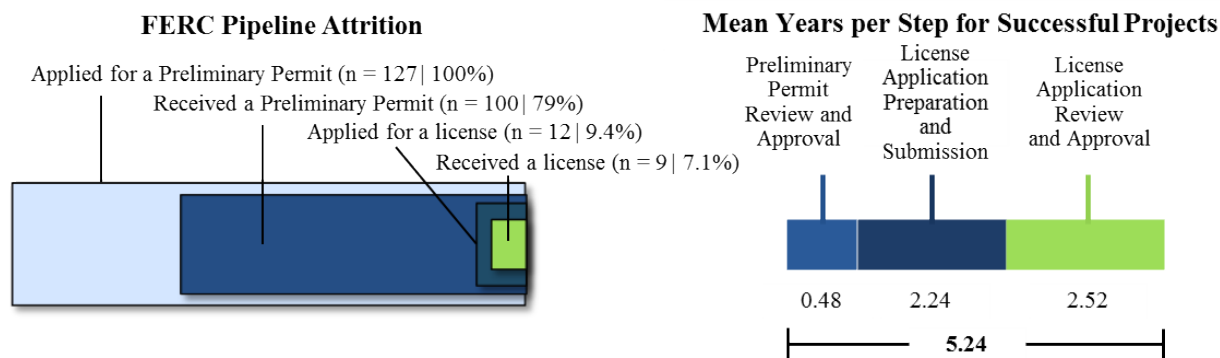 FERC Pipeline Attrition
Applied for a Preliminary Permit (n = 127 | 100%)
Received a Preliminary Permit (n = 100 | 79%)
Applied for a license (n = 12 | 9.4%)
Received a license (n = 9 | 7.1%)
Mean Years per Step for Successful Projects
Preliminary
Permit
Review and
Approval
License
Application
Preparation
and
Submission
License
Application
Review
and Approval
0.48
2.24
2.52
5.24